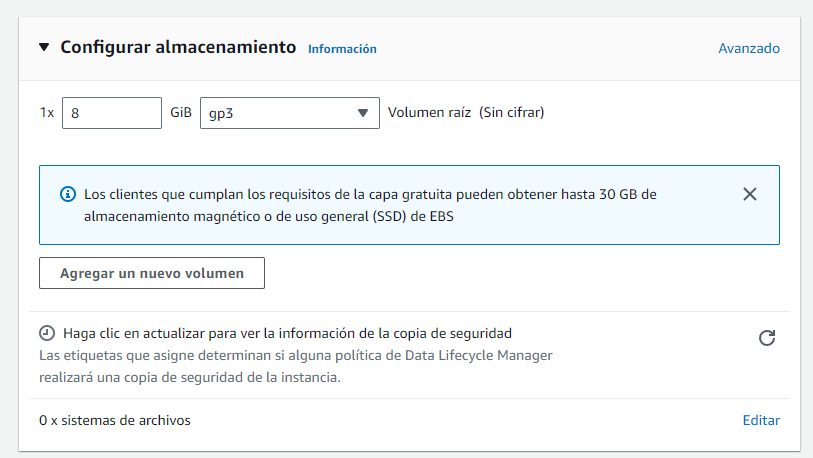 Configurar almacenamiento Información Avanzado
1x 8 GiB gp3 Volumen raíz (Sin cifrar)
Los clientes que cumplan los requisitos de la capa gratuita pueden obtener hasta 30 GB de
almacenamiento magnético o de uso general (SSD) de EBS
Agregar un nuevo volumen
Haga clic en actualizar para ver la información de la copia de seguridad
Las etiquetas que asigne determinan si alguna política de Data Lifecycle Manager
realizará una copia de seguridad de la instancia.
0 x sistemas de archivos Editar